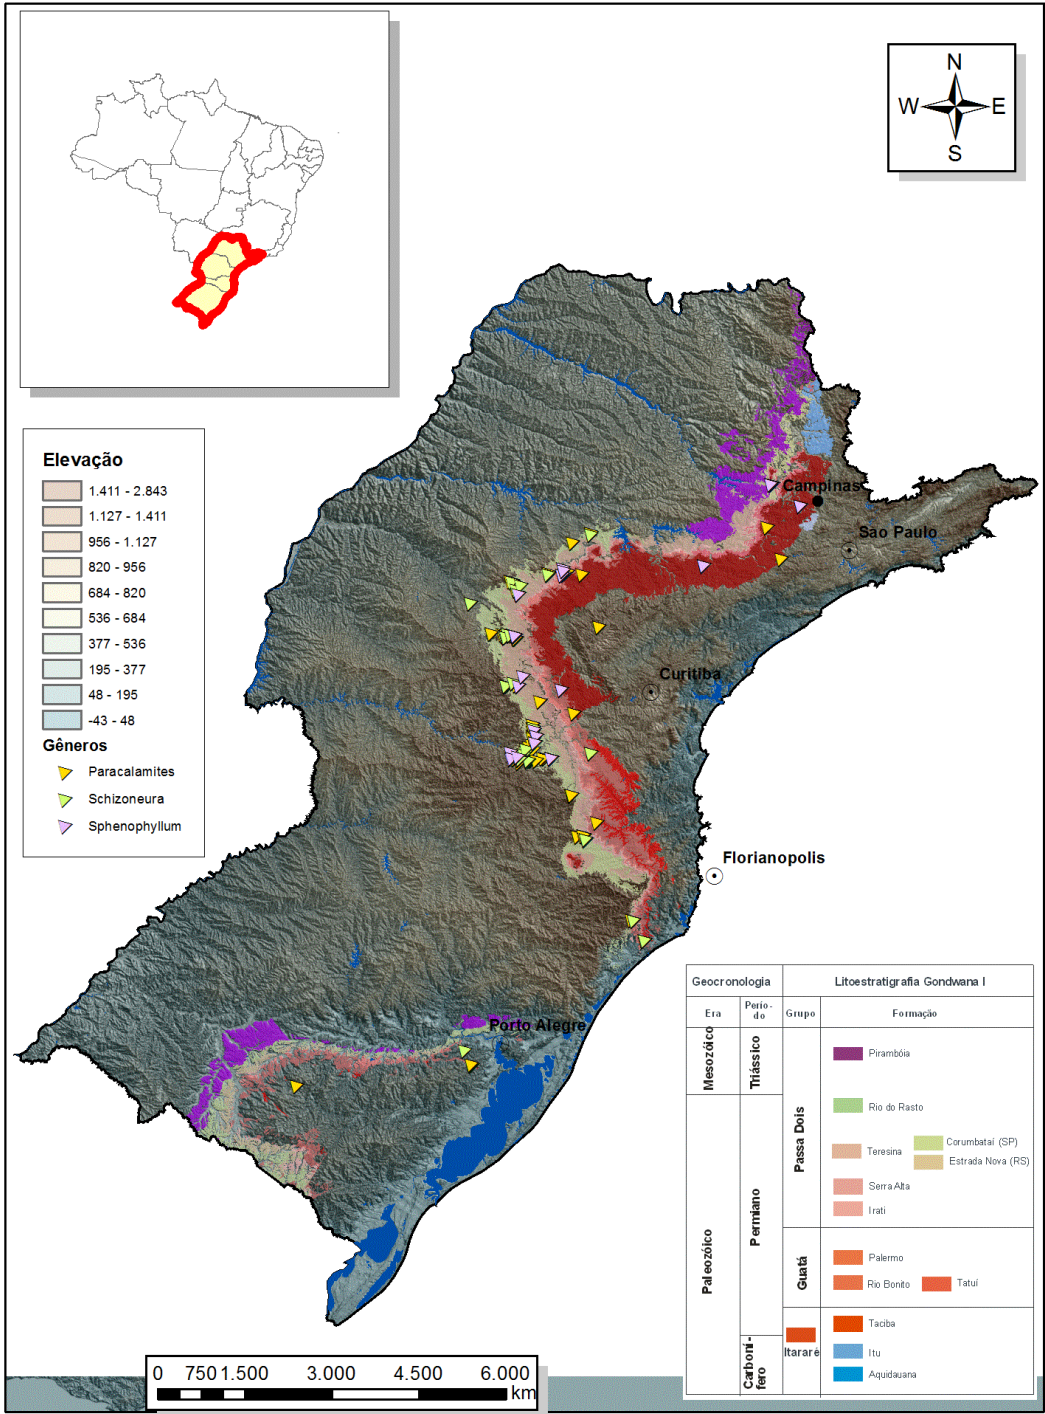 N
W E
S
Elevação
1.411 - 2.843
1.127 - 1.411
956 - 1.127
820 - 956
684 - 820
536 - 684
377 - 536
195 - 377
48 - 195
-43 - 48
Gêneros
Paracalamites
Schizoneura
Sphenophyllum
Campinas
Sao Paulo
Curitiba
Florianopolis
Porto Alegre
Geocronologia
Litoestratigrafia Gondwana I
Era
Perío-
do
Grupo
Formação
Mesozóico
Triássico
Paleozóico
Permiano
Carboní-
fero
Passa Dois
Guatá
Itararé
Pirambóia
Rio do Rasto
Teresina
Corumbataí (SP)
Estrada Nova (RS)
Serra Alta
Irati
Palermo
Rio Bonito
Tatuí
Taciba
Itu
Aquidauana
0 750 1.500 3.000 4.500 6.000
km